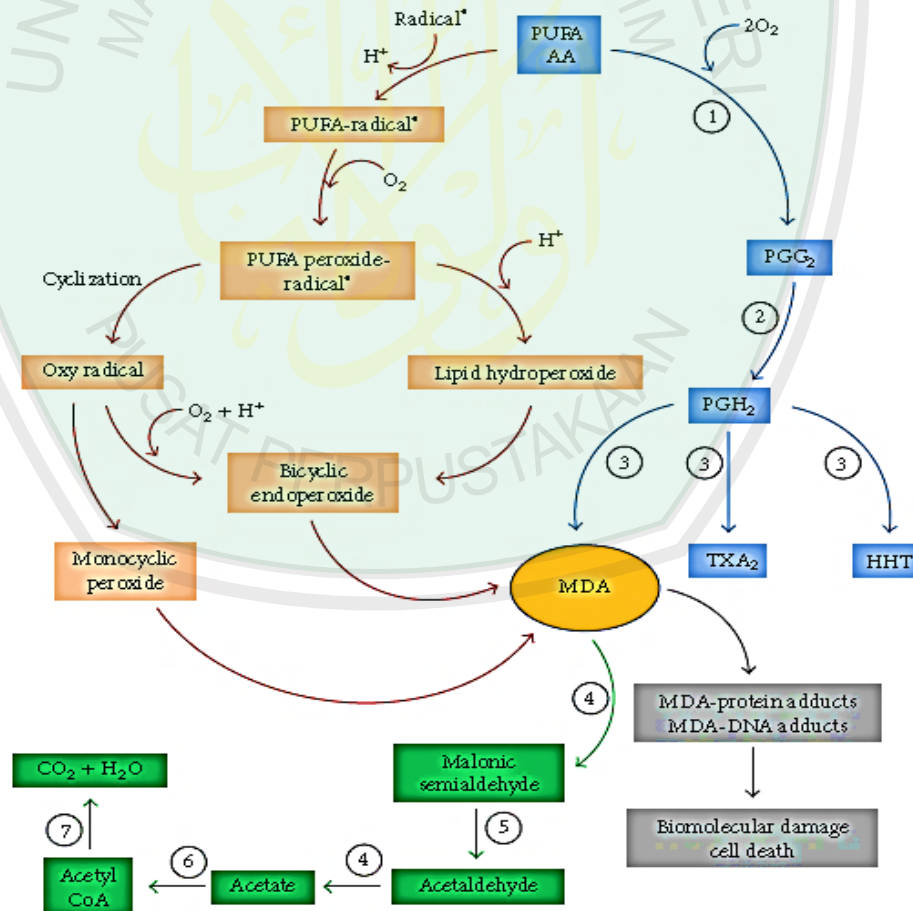 Radical•
H⁺
PUFA
AA
2O₂
1
PUFA-radical•
O₂
PUFA peroxide-
radical•
H⁺
PGG₂
Cyclization
2
Oxy radical
Lipid hydroperoxide
PGH₂
O₂ + H⁺
3
3
3
Bicyclic
endoperoxide
Monocyclic
peroxide
MDA
TXA₂
HHT
4
MDA-protein adducts
MDA-DNA adducts
CO₂ + H₂O
Malonic
semialdehyde
7
5
Biomolecular damage
cell death
6
4
Acetyl
CoA
Acetate
Acetaldehyde
PUSAT PERPUSTAKAAN